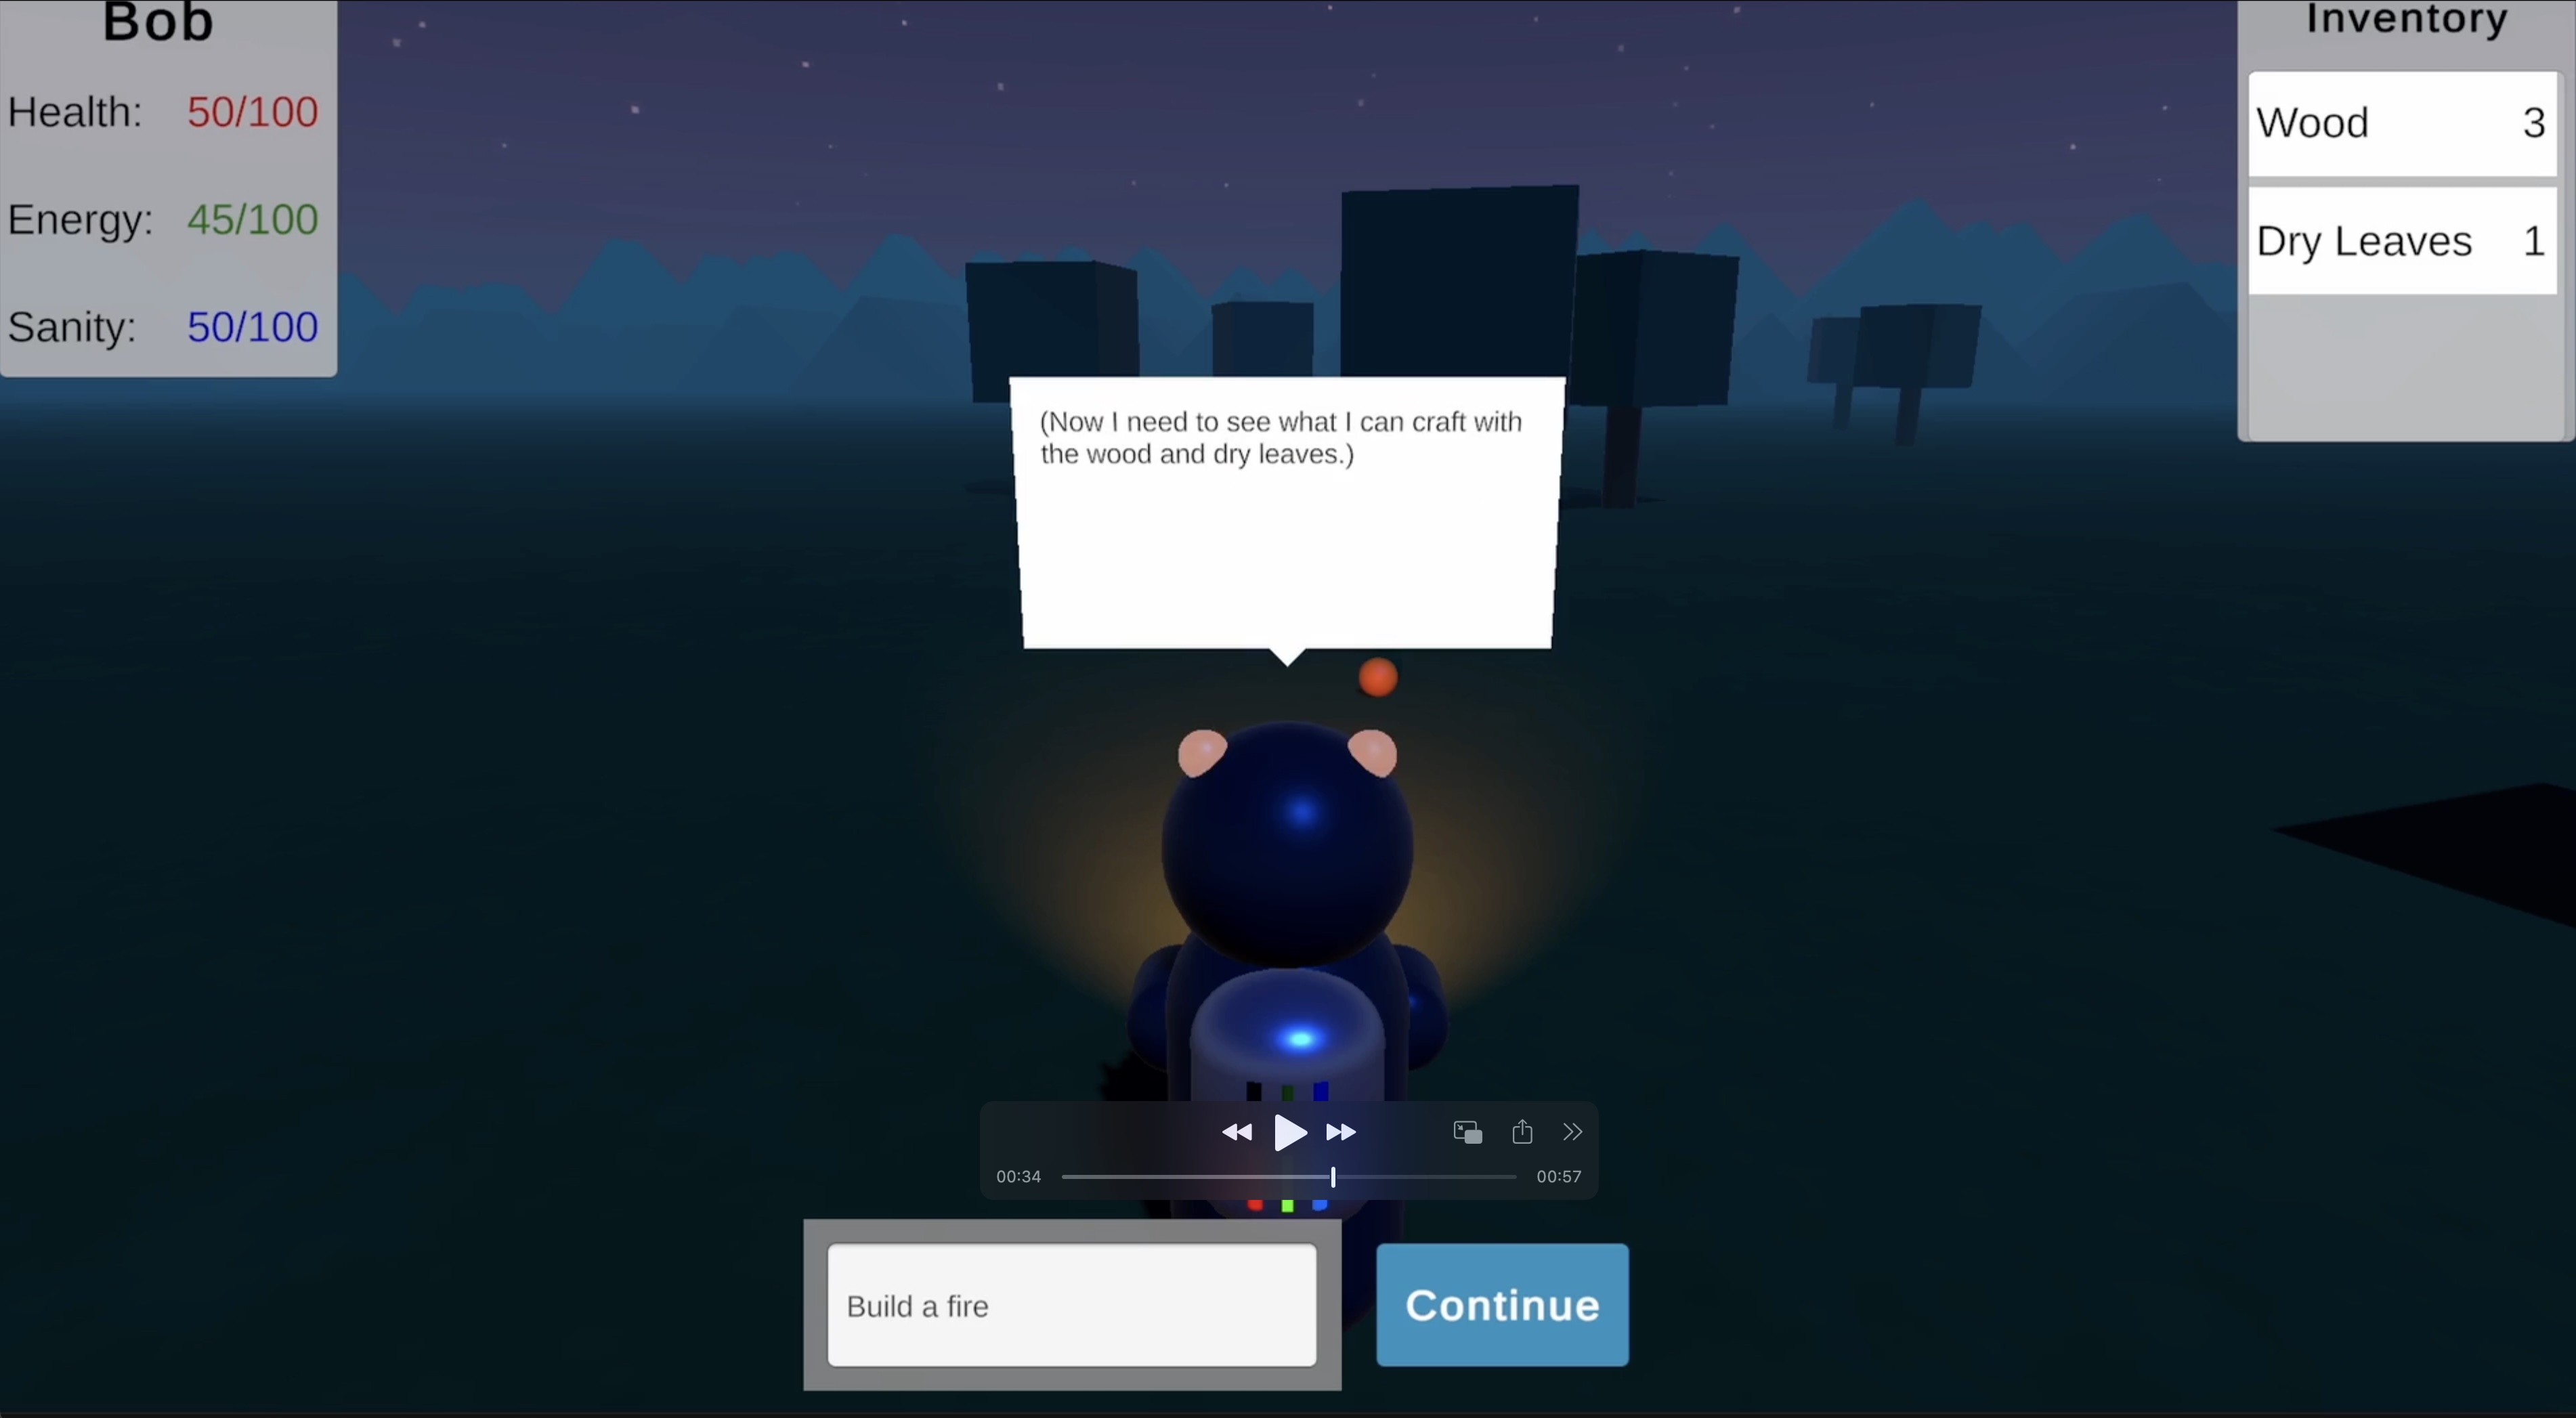 Bob
Health: 50/100
Energy: 45/100
Sanity: 50/100
Inventory
Wood 3
Dry Leaves 1
(Now I need to see what I can craft with
the wood and dry leaves.)
00:34
00:57
Build a fire
Continue